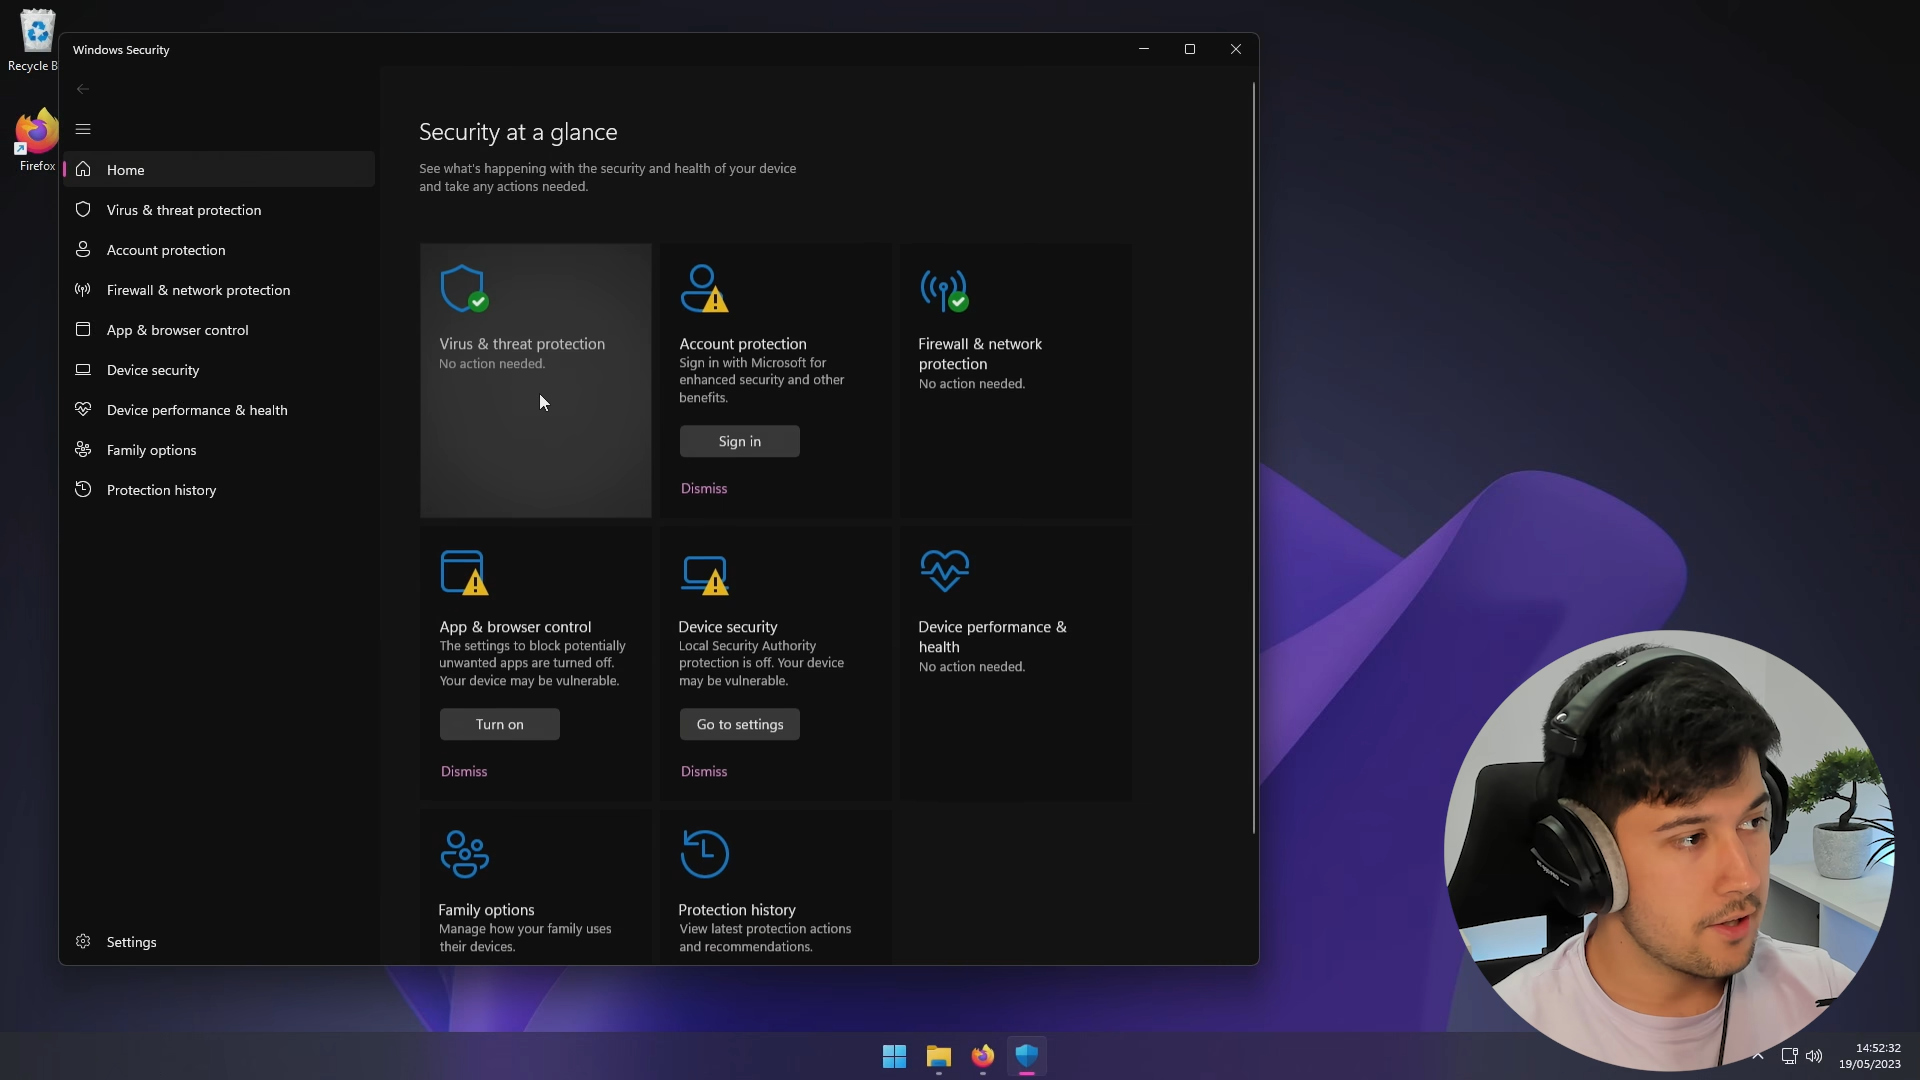 Recycle B
Firefox
Windows Security
Home
Virus & threat protection
Account protection
Firewall & network protection
App & browser control
Device security
Device performance & health
Family options
Protection history
Settings
Security at a glance
See what's happening with the security and health of your device
and take any actions needed.
Virus & threat protection
No action needed.
Account protection
Sign in with Microsoft for
enhanced security and other
benefits.
Sign in
Dismiss
Firewall & network
protection
No action needed.
App & browser control
The settings to block potentially
unwanted apps are turned off.
Your device may be vulnerable.
Turn on
Dismiss
Device security
Local Security Authority
protection is off. Your device
may be vulnerable.
Go to settings
Dismiss
Device performance &
health
No action needed.
Family options
Manage how your family uses
their devices.
Protection history
View latest protection actions
and recommendations.
14:52:32
19/05/2023